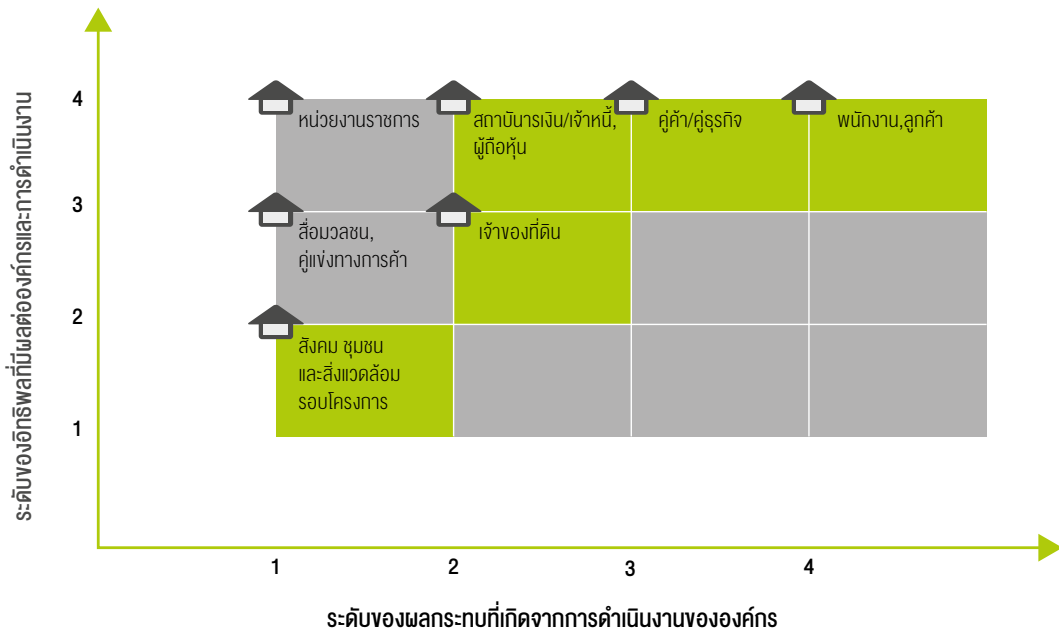 ระดับของอิทธิพลที่มีผลต่อองค์กรและการดำเนินงาน
4
3
2
1
หน่วยงานราชการ
สถาบันารเงิน/เจ้าหนี้,
ผู้ถือหุ้น
คู่ค้า/คู่ธุรกิจ
พนักงาน,ลูกค้า
สื่อมวลชน,
คู่แข่งทางการค้า
เจ้าของที่ดิน
สังคม ชุมชน
และสิ่งแวดล้อม
รอบโครงการ
1
2
3
4
ระดับของผลกระทบที่เกิดจากการดำเนินงานขององค์กร